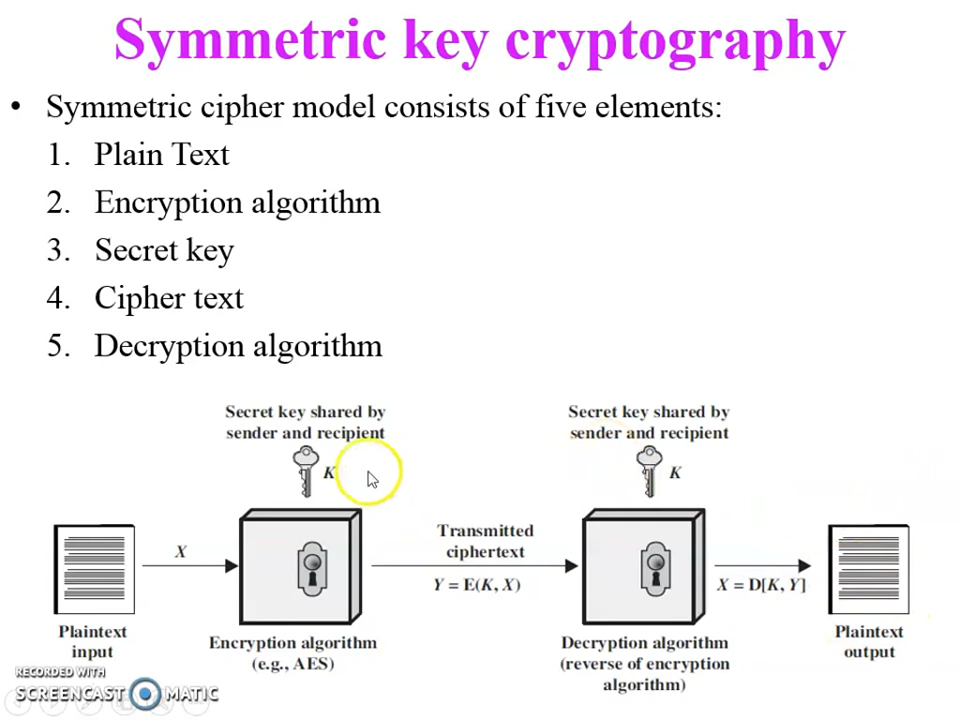 Symmetric key cryptography
• Symmetric cipher model consists of five elements:
1. Plain Text
2. Encryption algorithm
3. Secret key
4. Cipher text
5. Decryption algorithm
Secret key shared by
sender and recipient
K
Secret key shared by
sender and recipient
K
X
Transmitted
ciphertext
Y = E(K, X)
X = D[K, Y]
Plaintext
input
Encryption algorithm
(e.g., AES)
Decryption algorithm
(reverse of encryption
algorithm)
Plaintext
output
RECORDED WITH
SCREENCAST MATIC